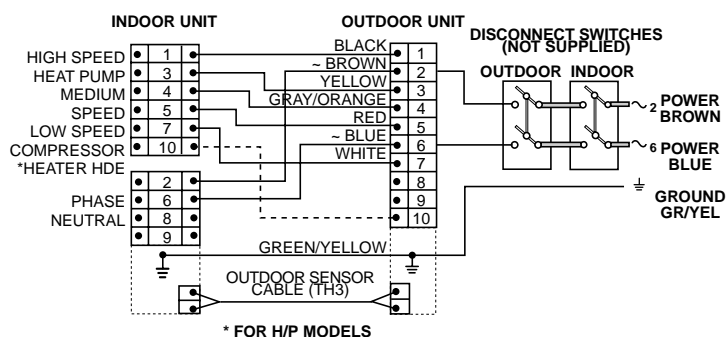 INDOOR UNIT
OUTDOOR UNIT
DISCONNECT SWITCHES
(NOT SUPPLIED)
OUTDOOR INDOOR
HIGH SPEED 1
HEAT PUMP 3
MEDIUM 4
SPEED 5
LOW SPEED 7
COMPRESSOR 10
*HEATER HDE
2
PHASE 6
NEUTRAL 8
9
BLACK 1
~ BROWN 2
YELLOW 3
GRAY/ORANGE 4
RED 5
~ BLUE 6
WHITE 7
8
9
10
~ 2 POWER
BROWN
~ 6 POWER
BLUE
GROUND
GR/YEL
GREEN/YELLOW
OUTDOOR SENSOR
CABLE (TH3)
* FOR H/P MODELS